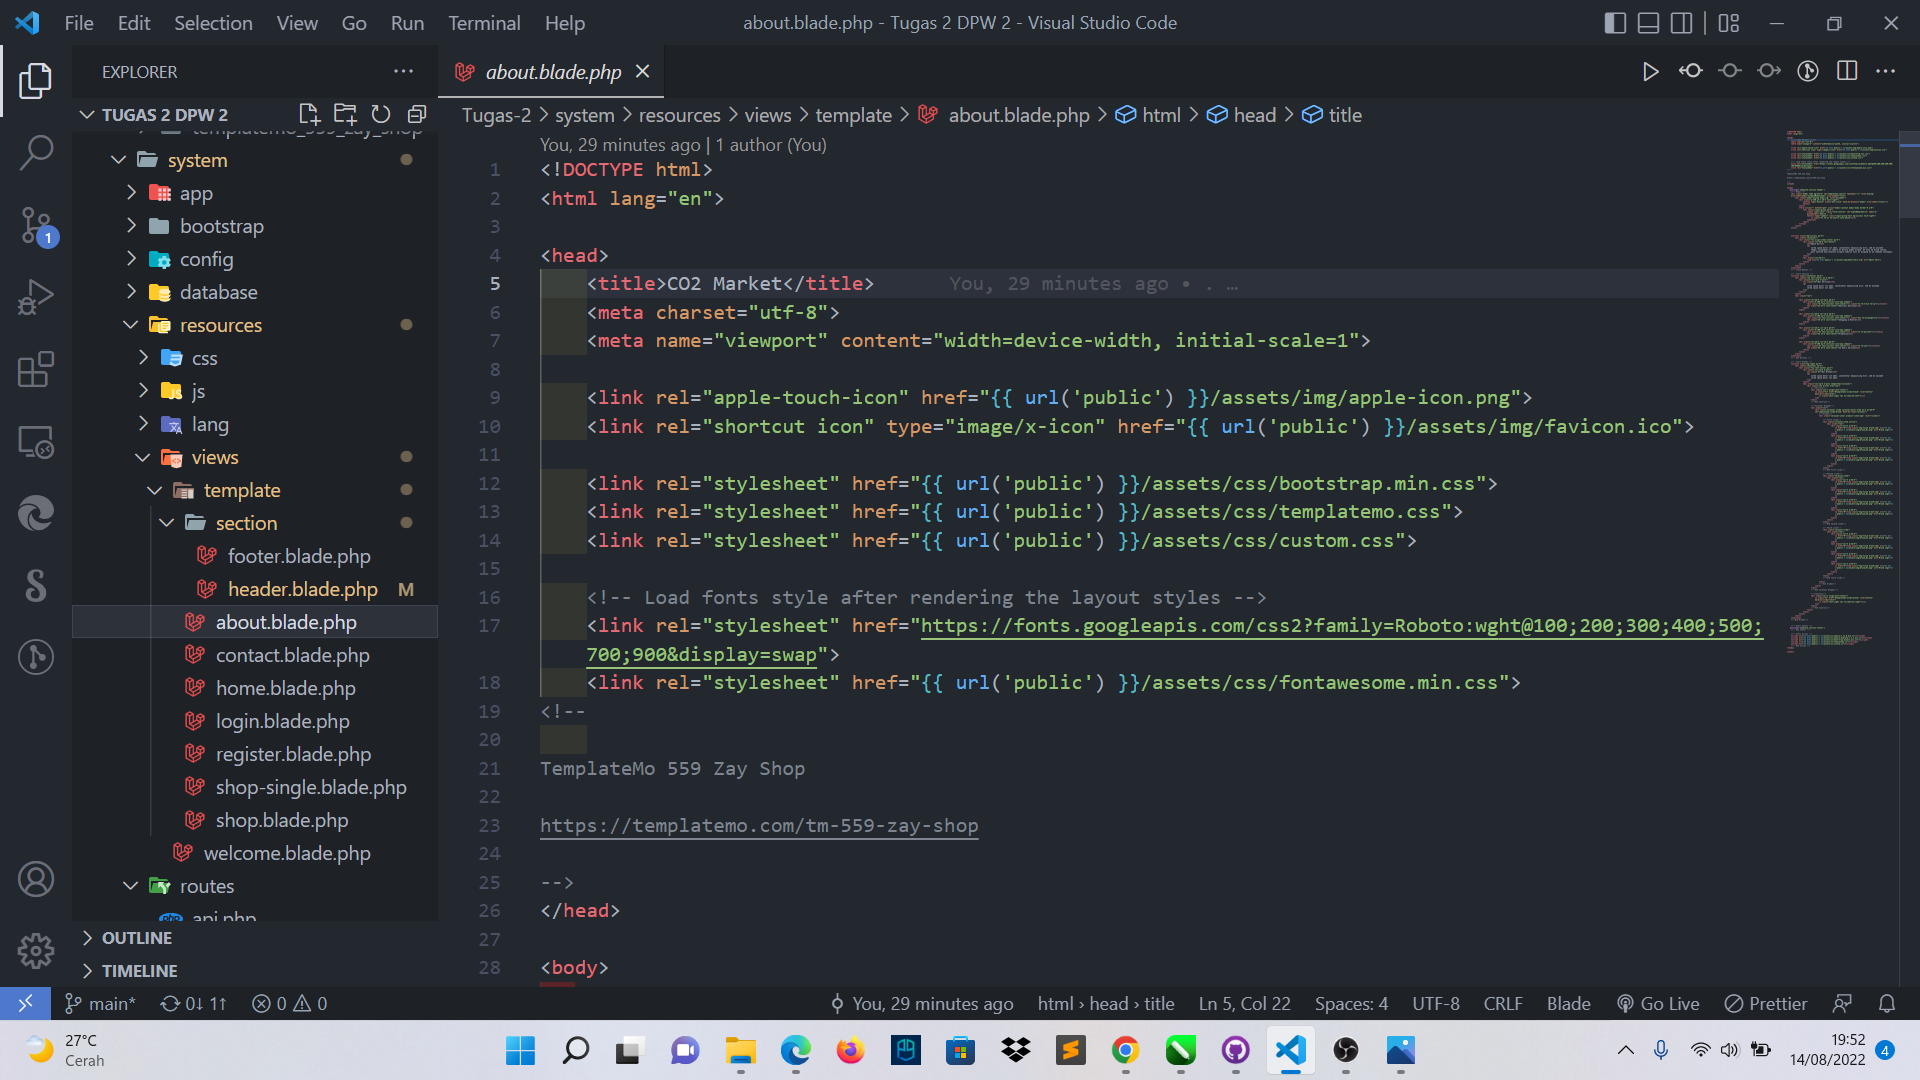 File Edit Selection View Go Run Terminal Help
about.blade.php - Tugas 2 DPW 2 - Visual Studio Code
EXPLORER
TUGAS 2 DPW 2
templatemo_559_zay_shop
system
app
bootstrap
config
database
resources
css
js
lang
views
template
section
footer.blade.php
header.blade.php M
about.blade.php
contact.blade.php
home.blade.php
login.blade.php
register.blade.php
shop-single.blade.php
shop.blade.php
welcome.blade.php
routes
api.php
OUTLINE
TIMELINE
1
about.blade.php
Tugas-2 > system > resources > views > template > about.blade.php > html > head > title
You, 29 minutes ago | 1 author (You)
1 <!DOCTYPE html>
2 <html lang="en">
3
4 <head>
5 <title>CO2 Market</title> You, 29 minutes ago • . …
6 <meta charset="utf-8">
7 <meta name="viewport" content="width=device-width, initial-scale=1">
8
9 <link rel="apple-touch-icon" href="{{ url('public') }}/assets/img/apple-icon.png">
10 <link rel="shortcut icon" type="image/x-icon" href="{{ url('public') }}/assets/img/favicon.ico">
11
12 <link rel="stylesheet" href="{{ url('public') }}/assets/css/bootstrap.min.css">
13 <link rel="stylesheet" href="{{ url('public') }}/assets/css/templatemo.css">
14 <link rel="stylesheet" href="{{ url('public') }}/assets/css/custom.css">
15
16 <!-- Load fonts style after rendering the layout styles -->
17 <link rel="stylesheet" href="https://fonts.googleapis.com/css2?family=Roboto:wght@100;200;300;400;500;
700;900&display=swap">
18 <link rel="stylesheet" href="{{ url('public') }}/assets/css/fontawesome.min.css">
19 <!--
20
21 TemplateMo 559 Zay Shop
22
23 https://templatemo.com/tm-559-zay-shop
24
25 -->
26 </head>
27
28 <body>
main* 0↓ 1↑ 0 0
You, 29 minutes ago html › head › title Ln 5, Col 22 Spaces: 4 UTF-8 CRLF Blade Go Live Prettier
27°C
Cerah
19:52
14/08/2022
4